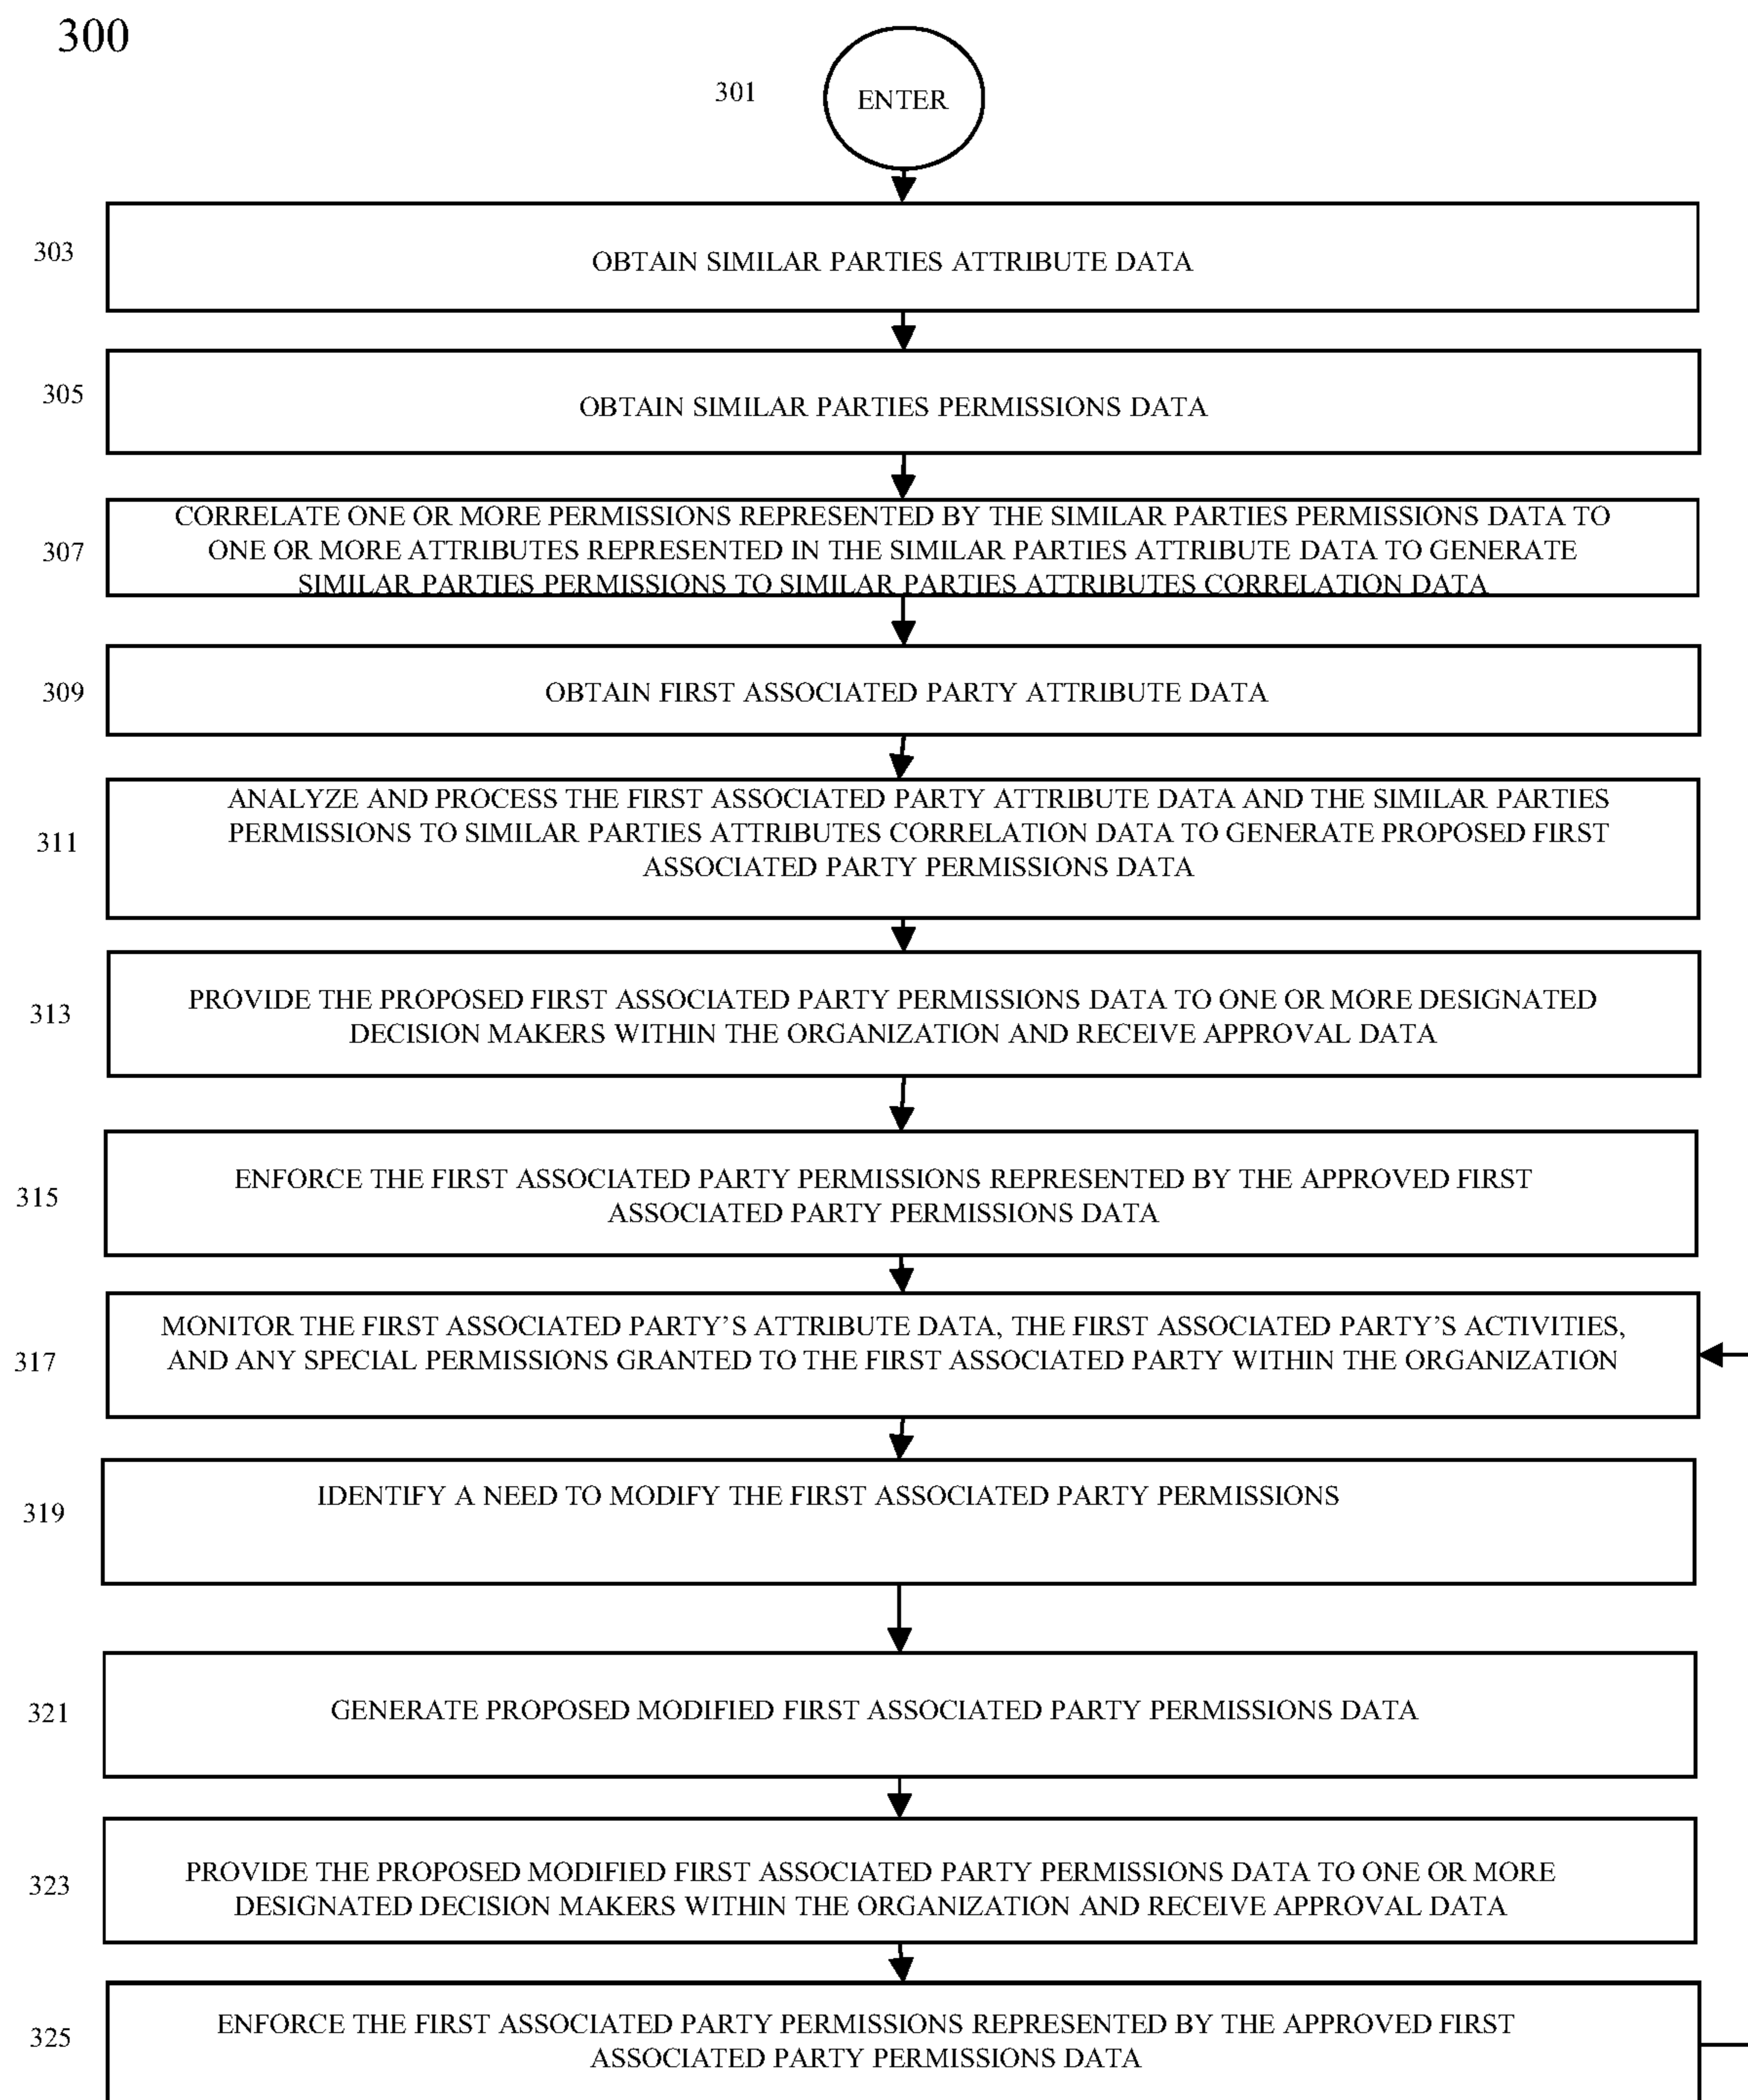 300
301
ENTER
303
OBTAIN SIMILAR PARTIES ATTRIBUTE DATA
305
OBTAIN SIMILAR PARTIES PERMISSIONS DATA
307
CORRELATE ONE OR MORE PERMISSIONS REPRESENTED BY THE SIMILAR PARTIES PERMISSIONS DATA TO
ONE OR MORE ATTRIBUTES REPRESENTED IN THE SIMILAR PARTIES ATTRIBUTE DATA TO GENERATE
SIMILAR PARTIES PERMISSIONS TO SIMILAR PARTIES ATTRIBUTES CORRELATION DATA
309
OBTAIN FIRST ASSOCIATED PARTY ATTRIBUTE DATA
311
ANALYZE AND PROCESS THE FIRST ASSOCIATED PARTY ATTRIBUTE DATA AND THE SIMILAR PARTIES
PERMISSIONS TO SIMILAR PARTIES ATTRIBUTES CORRELATION DATA TO GENERATE PROPOSED FIRST
ASSOCIATED PARTY PERMISSIONS DATA
313
PROVIDE THE PROPOSED FIRST ASSOCIATED PARTY PERMISSIONS DATA TO ONE OR MORE DESIGNATED
DECISION MAKERS WITHIN THE ORGANIZATION AND RECEIVE APPROVAL DATA
315
ENFORCE THE FIRST ASSOCIATED PARTY PERMISSIONS REPRESENTED BY THE APPROVED FIRST
ASSOCIATED PARTY PERMISSIONS DATA
317
MONITOR THE FIRST ASSOCIATED PARTY’S ATTRIBUTE DATA, THE FIRST ASSOCIATED PARTY’S ACTIVITIES,
AND ANY SPECIAL PERMISSIONS GRANTED TO THE FIRST ASSOCIATED PARTY WITHIN THE ORGANIZATION
319
IDENTIFY A NEED TO MODIFY THE FIRST ASSOCIATED PARTY PERMISSIONS
321
GENERATE PROPOSED MODIFIED FIRST ASSOCIATED PARTY PERMISSIONS DATA
323
PROVIDE THE PROPOSED MODIFIED FIRST ASSOCIATED PARTY PERMISSIONS DATA TO ONE OR MORE
DESIGNATED DECISION MAKERS WITHIN THE ORGANIZATION AND RECEIVE APPROVAL DATA
325
ENFORCE THE FIRST ASSOCIATED PARTY PERMISSIONS REPRESENTED BY THE APPROVED FIRST
ASSOCIATED PARTY PERMISSIONS DATA